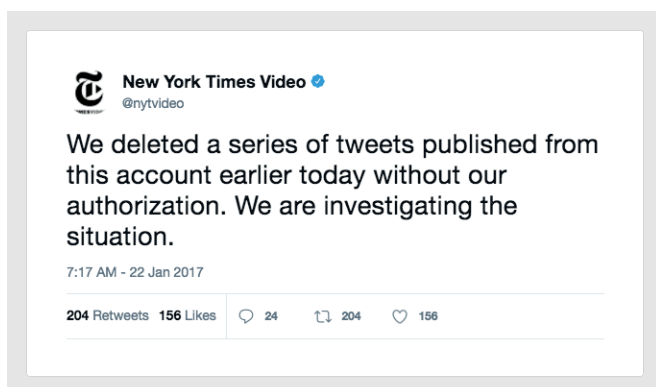 New York Times Video
@nytvideo
We deleted a series of tweets published from
this account earlier today without our
authorization. We are investigating the
situation.
7:17 AM - 22 Jan 2017
204 Retweets 156 Likes 24 204 156